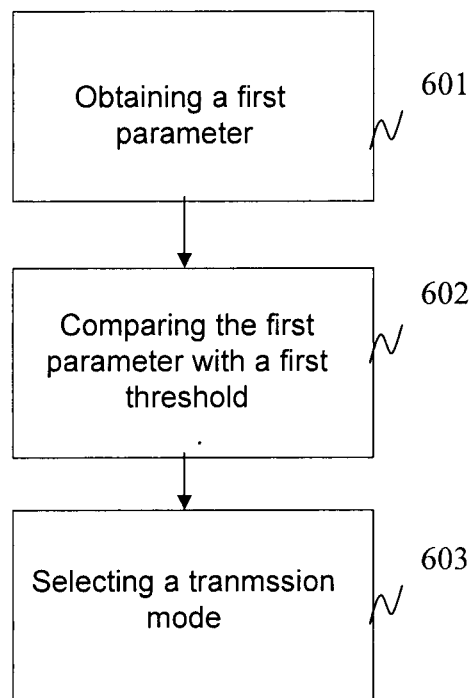 Obtaining a first
parameter
601
Comparing the first
parameter with a first
threshold
602
Selecting a tranmssion
mode
603